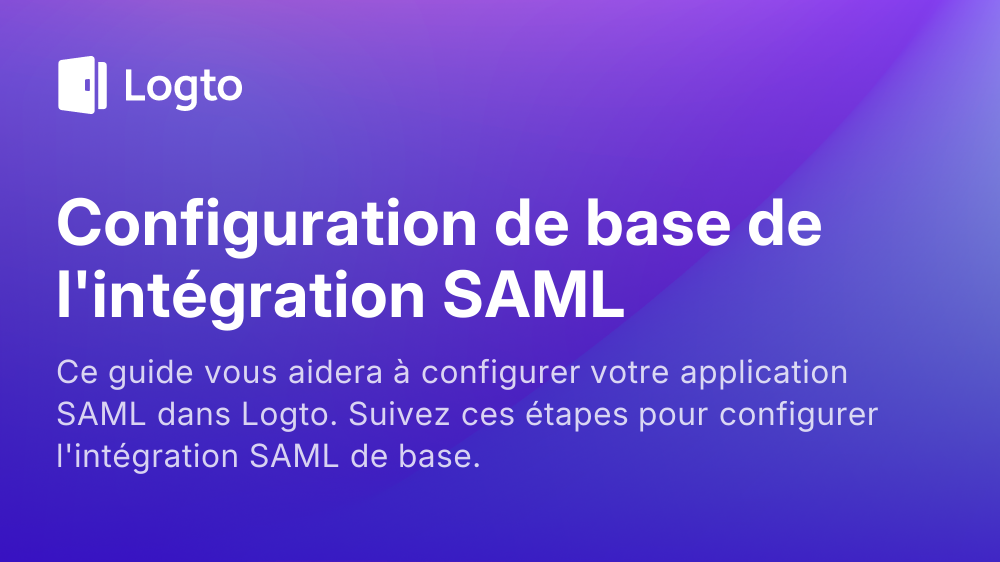 Logto
Configuration de base de
l'intégration SAML
Ce guide vous aidera à configurer votre application
SAML dans Logto. Suivez ces étapes pour configurer
l'intégration SAML de base.